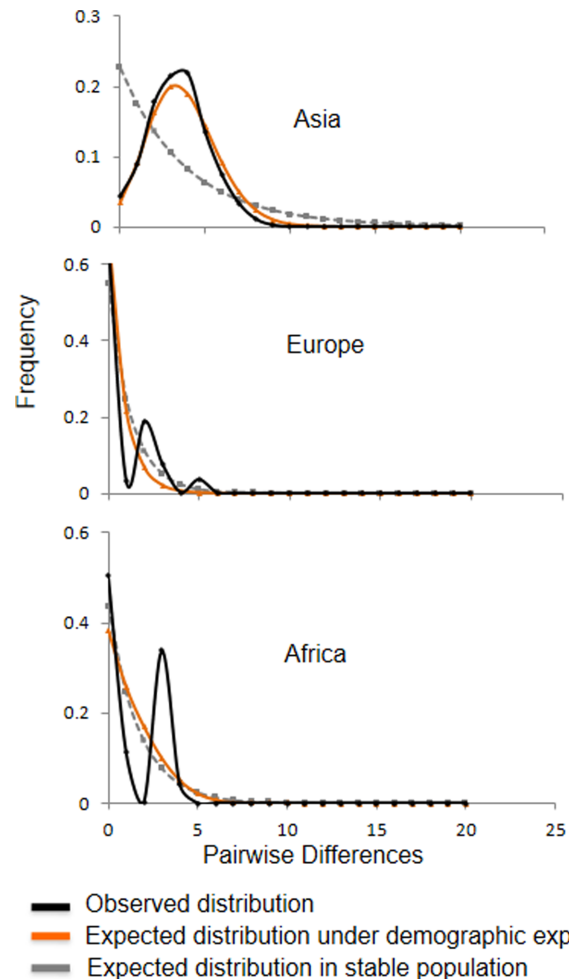 0.3
0.2
0.1
0
Asia
0.6
0.4
0.2
0
Europe
Frequency
0.6
0.4
0.2
0
Africa
0 5 10 15 20 25
Pairwise Differences
Observed distribution
Expected distribution under demographic exp
Expected distribution in stable population